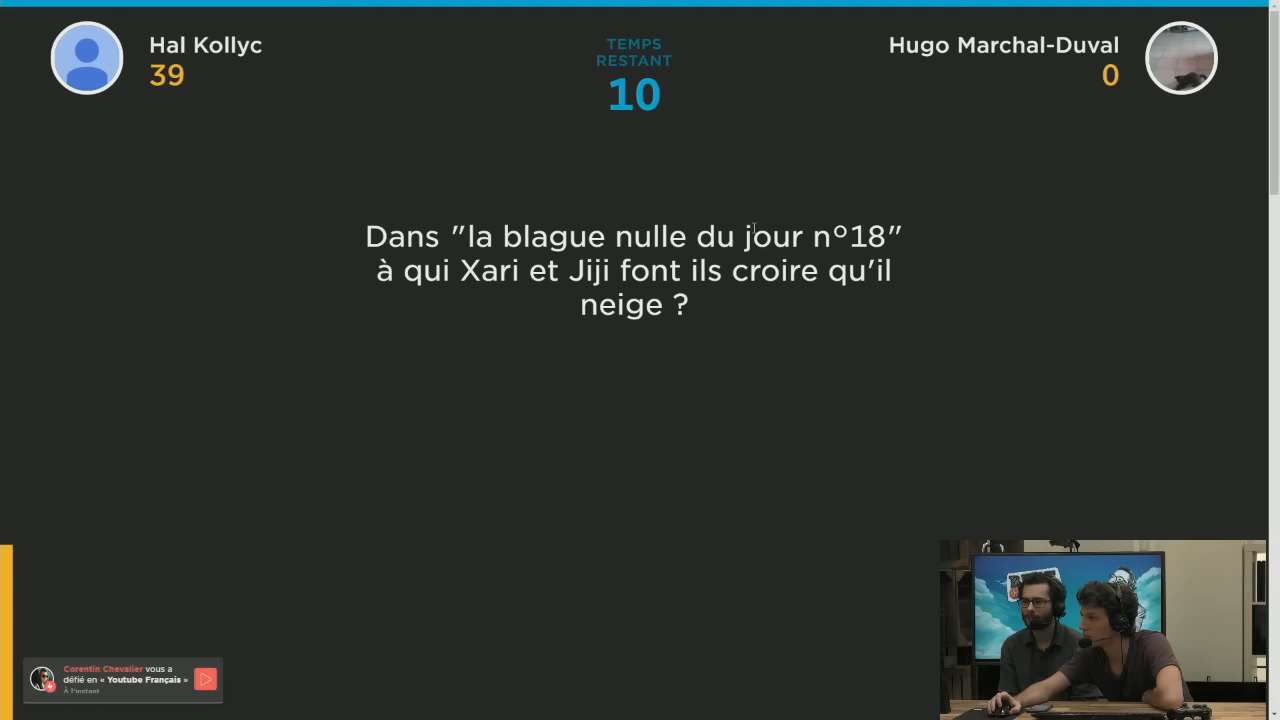 Hal Kollyc
39
TEMPS
RESTANT
10
Hugo Marchal-Duval
0
Dans "la blague nulle du jour n°18"
à qui Xari et Jiji font ils croire qu'il
neige ?
Corentin Chevalier vous a
défié en « Youtube Français »
À l'instant